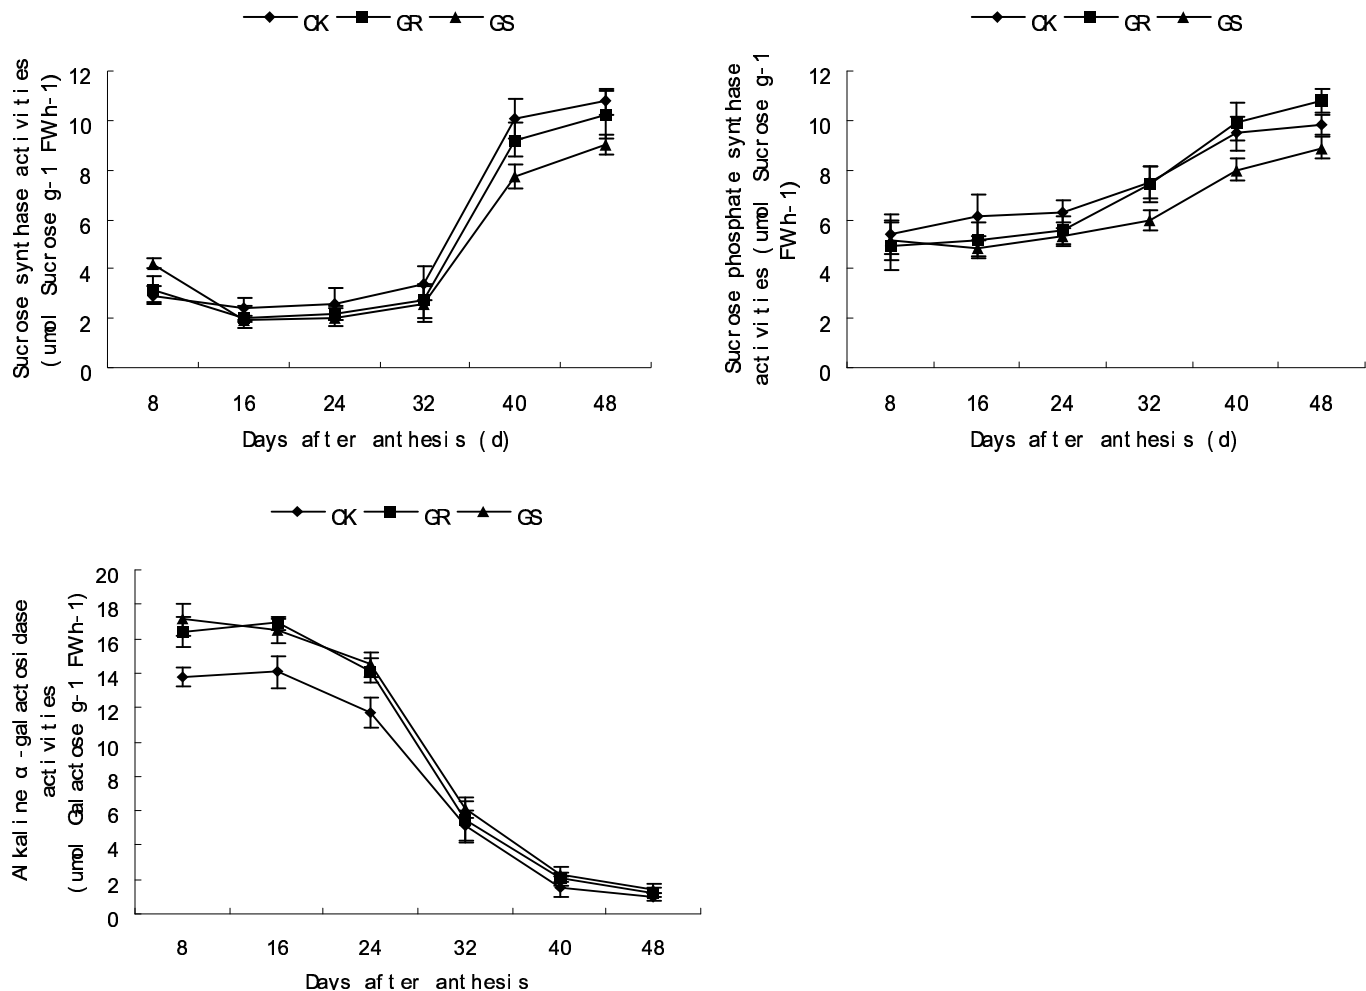 CK GR GS
Sucrose synthase activities
(umol Sucrose g-1 FWh-1)
12
10
8
6
4
2
0
8 16 24 32 40 48
Days after anthesis (d)
CK GR GS
Sucrose phosphate synthase
activities (umol Sucrose g-1
FWh-1)
12
10
8
6
4
2
0
8 16 24 32 40 48
Days after anthesis (d)
CK GR GS
Alkaline α-galactosidase
activities
(umol Galactose g-1 FWh-1)
20
18
16
14
12
10
8
6
4
2
0
8 16 24 32 40 48
Days after anthesis